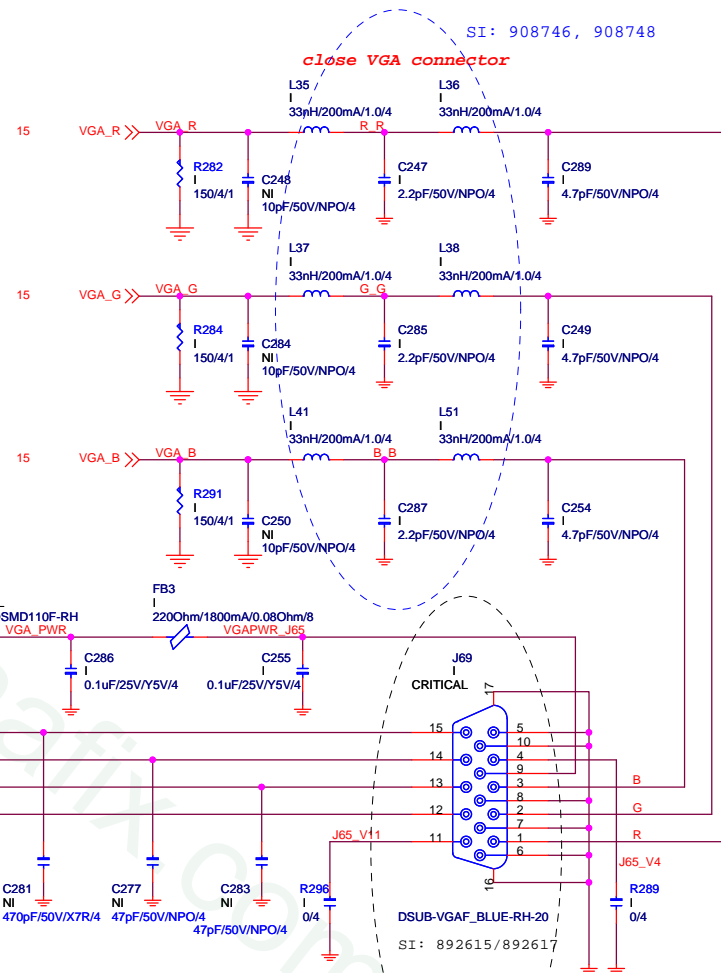 SI: 908746, 908748
close VGA connector
L35
I
33nH/200mA/1.0/4
L36
I
33nH/200mA/1.0/4
15
VGA_R
VGA_R
R_R
R282
I
150/4/1
C248
NI
10pF/50V/NPO/4
C247
I
2.2pF/50V/NPO/4
C289
I
4.7pF/50V/NPO/4
L37
I
33nH/200mA/1.0/4
L38
I
33nH/200mA/1.0/4
15
VGA_G
VGA_G
G_G
R284
I
150/4/1
C284
NI
10pF/50V/NPO/4
C285
I
2.2pF/50V/NPO/4
C249
I
4.7pF/50V/NPO/4
L41
I
33nH/200mA/1.0/4
L51
I
33nH/200mA/1.0/4
15
VGA_B
VGA_B
B_B
R291
I
150/4/1
C250
NI
10pF/50V/NPO/4
C287
I
2.2pF/50V/NPO/4
C254
I
4.7pF/50V/NPO/4
SMD110F-RH
VGA_PWR
FB3
I
220Ohm/1800mA/0.08Ohm/8
VGAPWR_J65
C286
I
0.1uF/25V/Y5V/4
C255
I
0.1uF/25V/Y5V/4
J69
I
CRITICAL
17
15
5
10
14
4
9
13
3
B
8
12
2
G
7
J65_V11
11
1
R
6
J65_V4
16
C281
NI
470pF/50V/X7R/4
C277
NI
47pF/50V/NPO/4
C283
NI
47pF/50V/NPO/4
R296
I
0/4
R289
I
0/4
DSUB-VGAF_BLUE-RH-20
SI: 892615/892617
afix.com